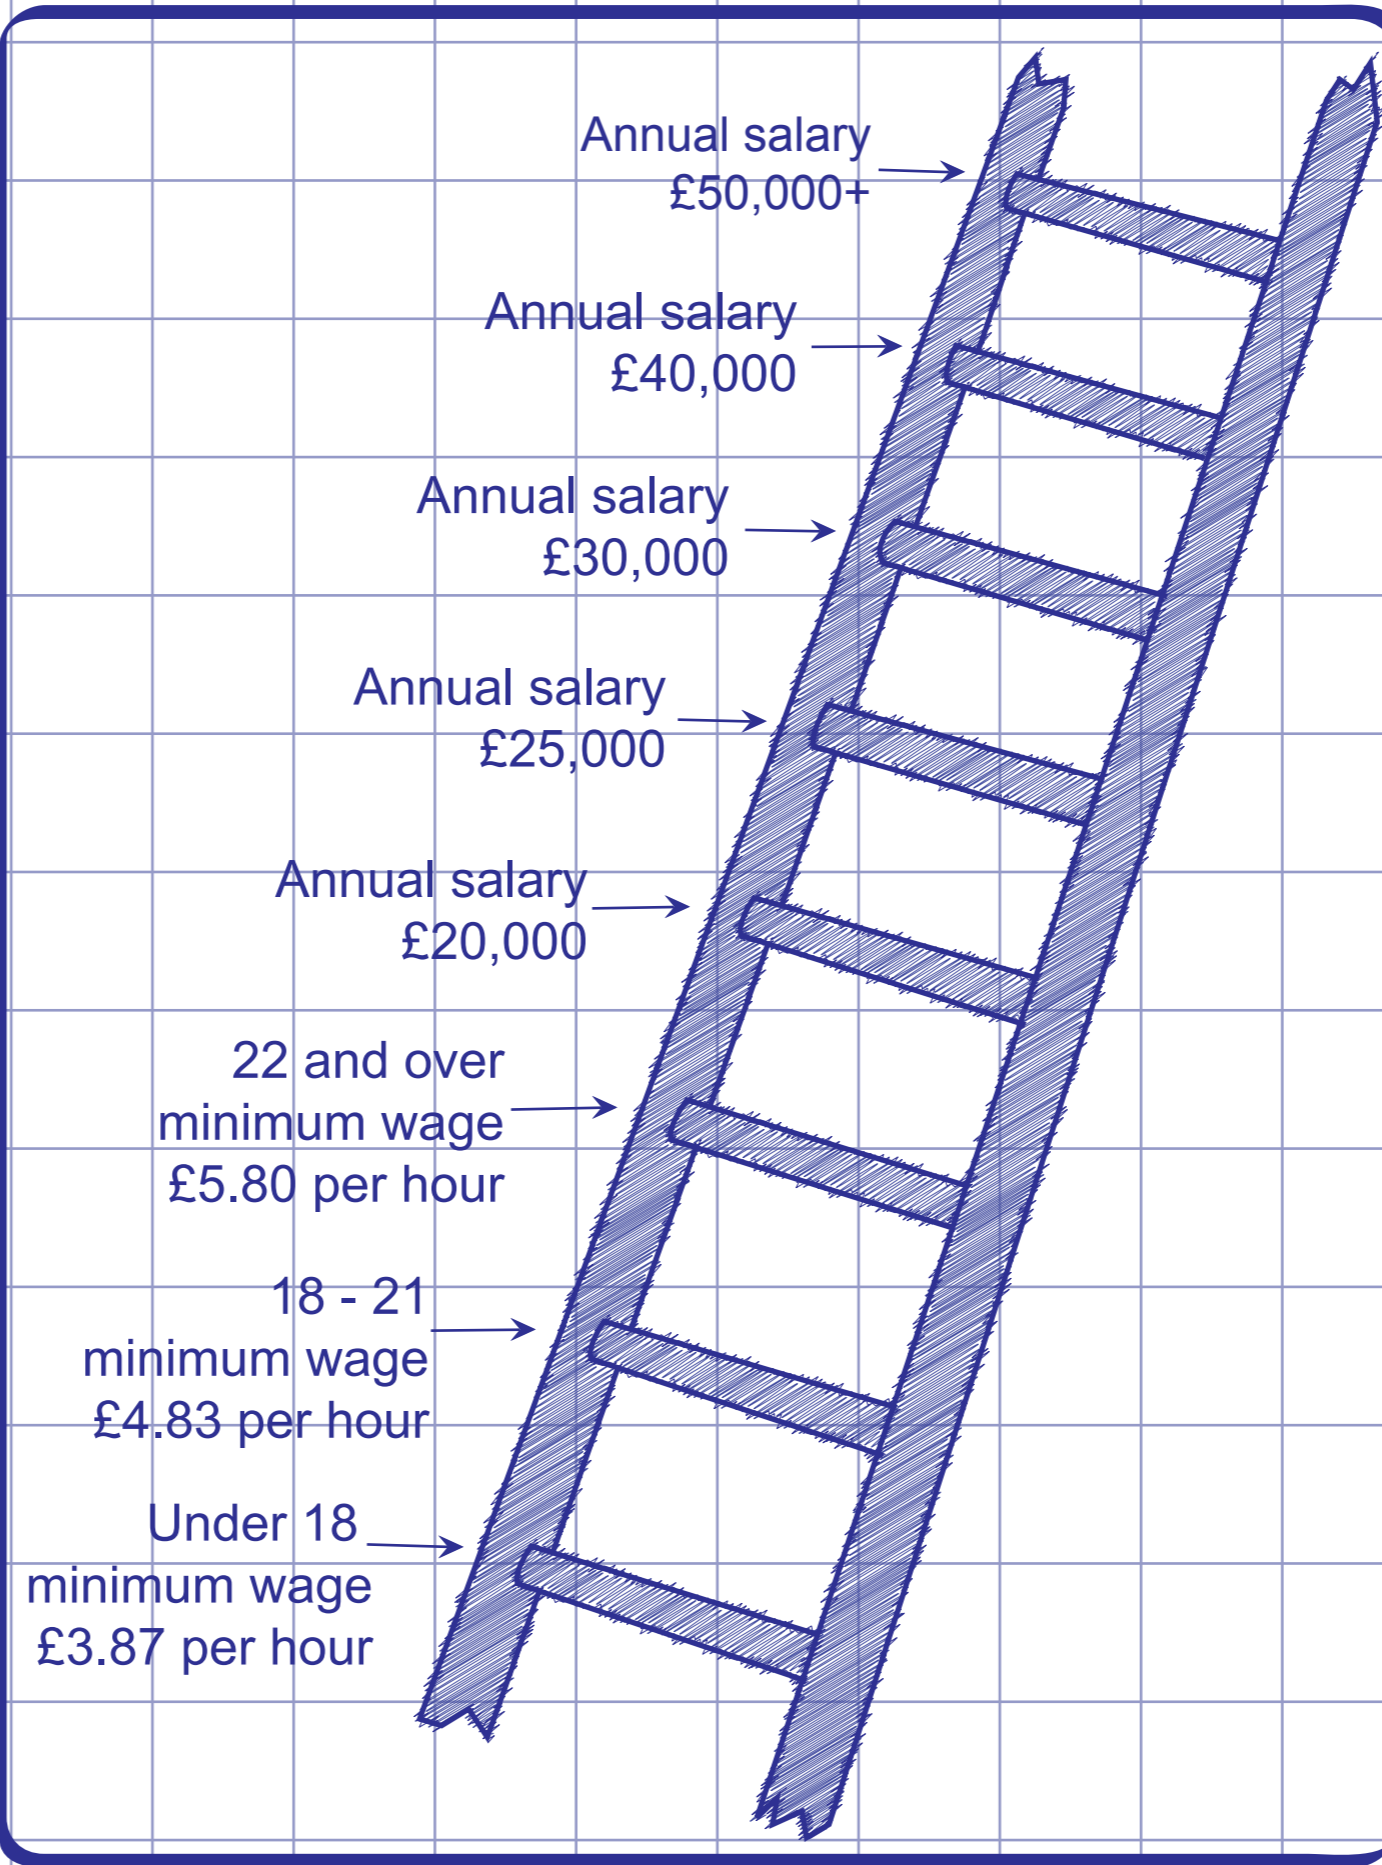 Annual salary
£50,000+
Annual salary
£40,000
Annual salary
£30,000
Annual salary
£25,000
Annual salary
£20,000
22 and over
minimum wage
£5.80 per hour
18 - 21
minimum wage
£4.83 per hour
Under 18
minimum wage
£3.87 per hour